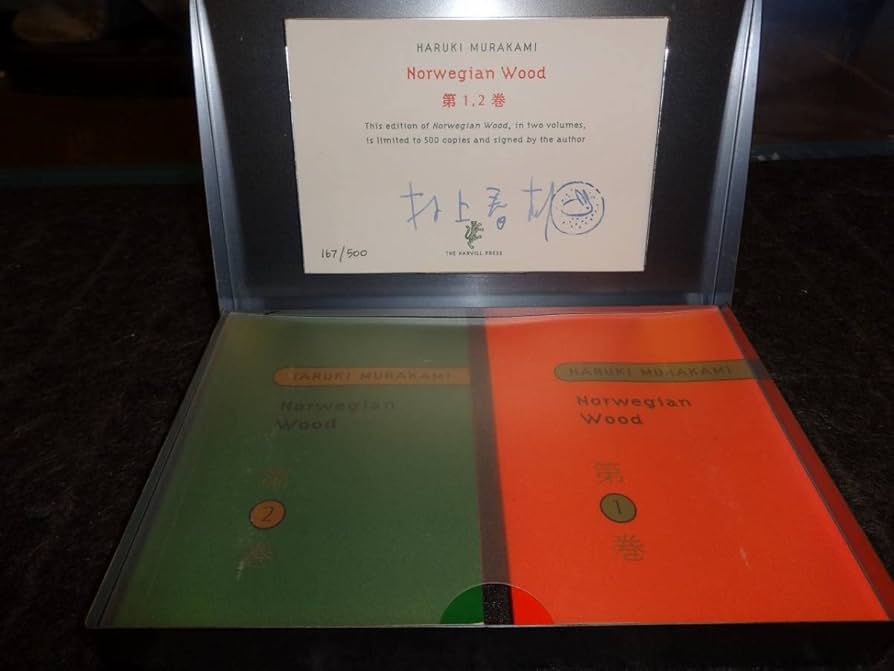 HARUKI MURAKAMI
Norwegian Wood
第 1,2 巻
This edition of Norwegian Wood, in two volumes,
is limited to 500 copies and signed by the author
村上春樹
167/500
THE HARVILL PRESS
HARUKI MURAKAMI
Norwegian
Wood
第
2
巻
HARUKI MURAKAMI
Norwegian
Wood
第
1
巻